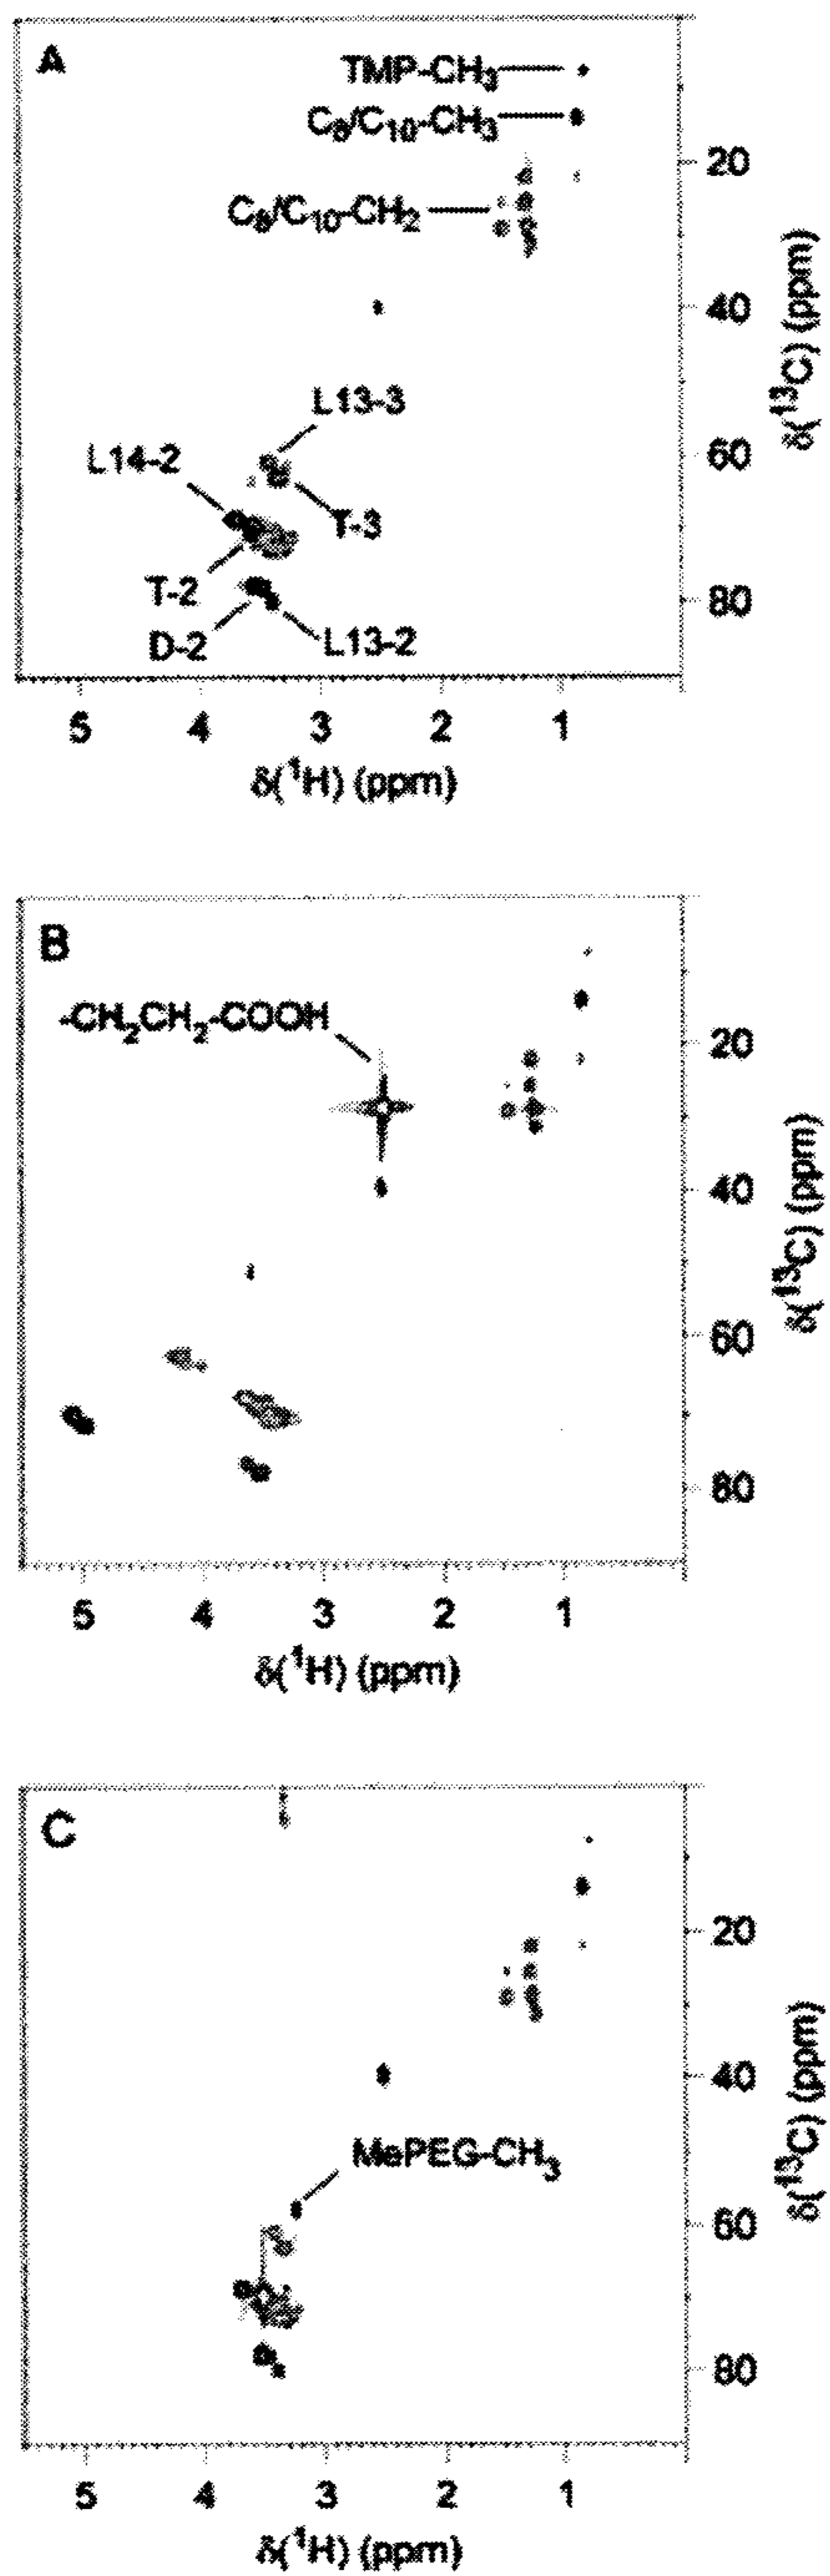 A
TMP-CH₃
C₈/C₁₀-CH₃
C₈/C₁₀-CH₂
L13-3
L14-2
T-3
T-2
D-2
L13-2
20
40
60
80
δ(¹³C) (ppm)
5 4 3 2 1
δ(¹H) (ppm)
B
-CH₂CH₂-COOH
20
40
60
80
δ(¹³C) (ppm)
5 4 3 2 1
δ(¹H) (ppm)
C
MePEG-CH₃
20
40
60
80
δ(¹³C) (ppm)
5 4 3 2 1
δ(¹H) (ppm)